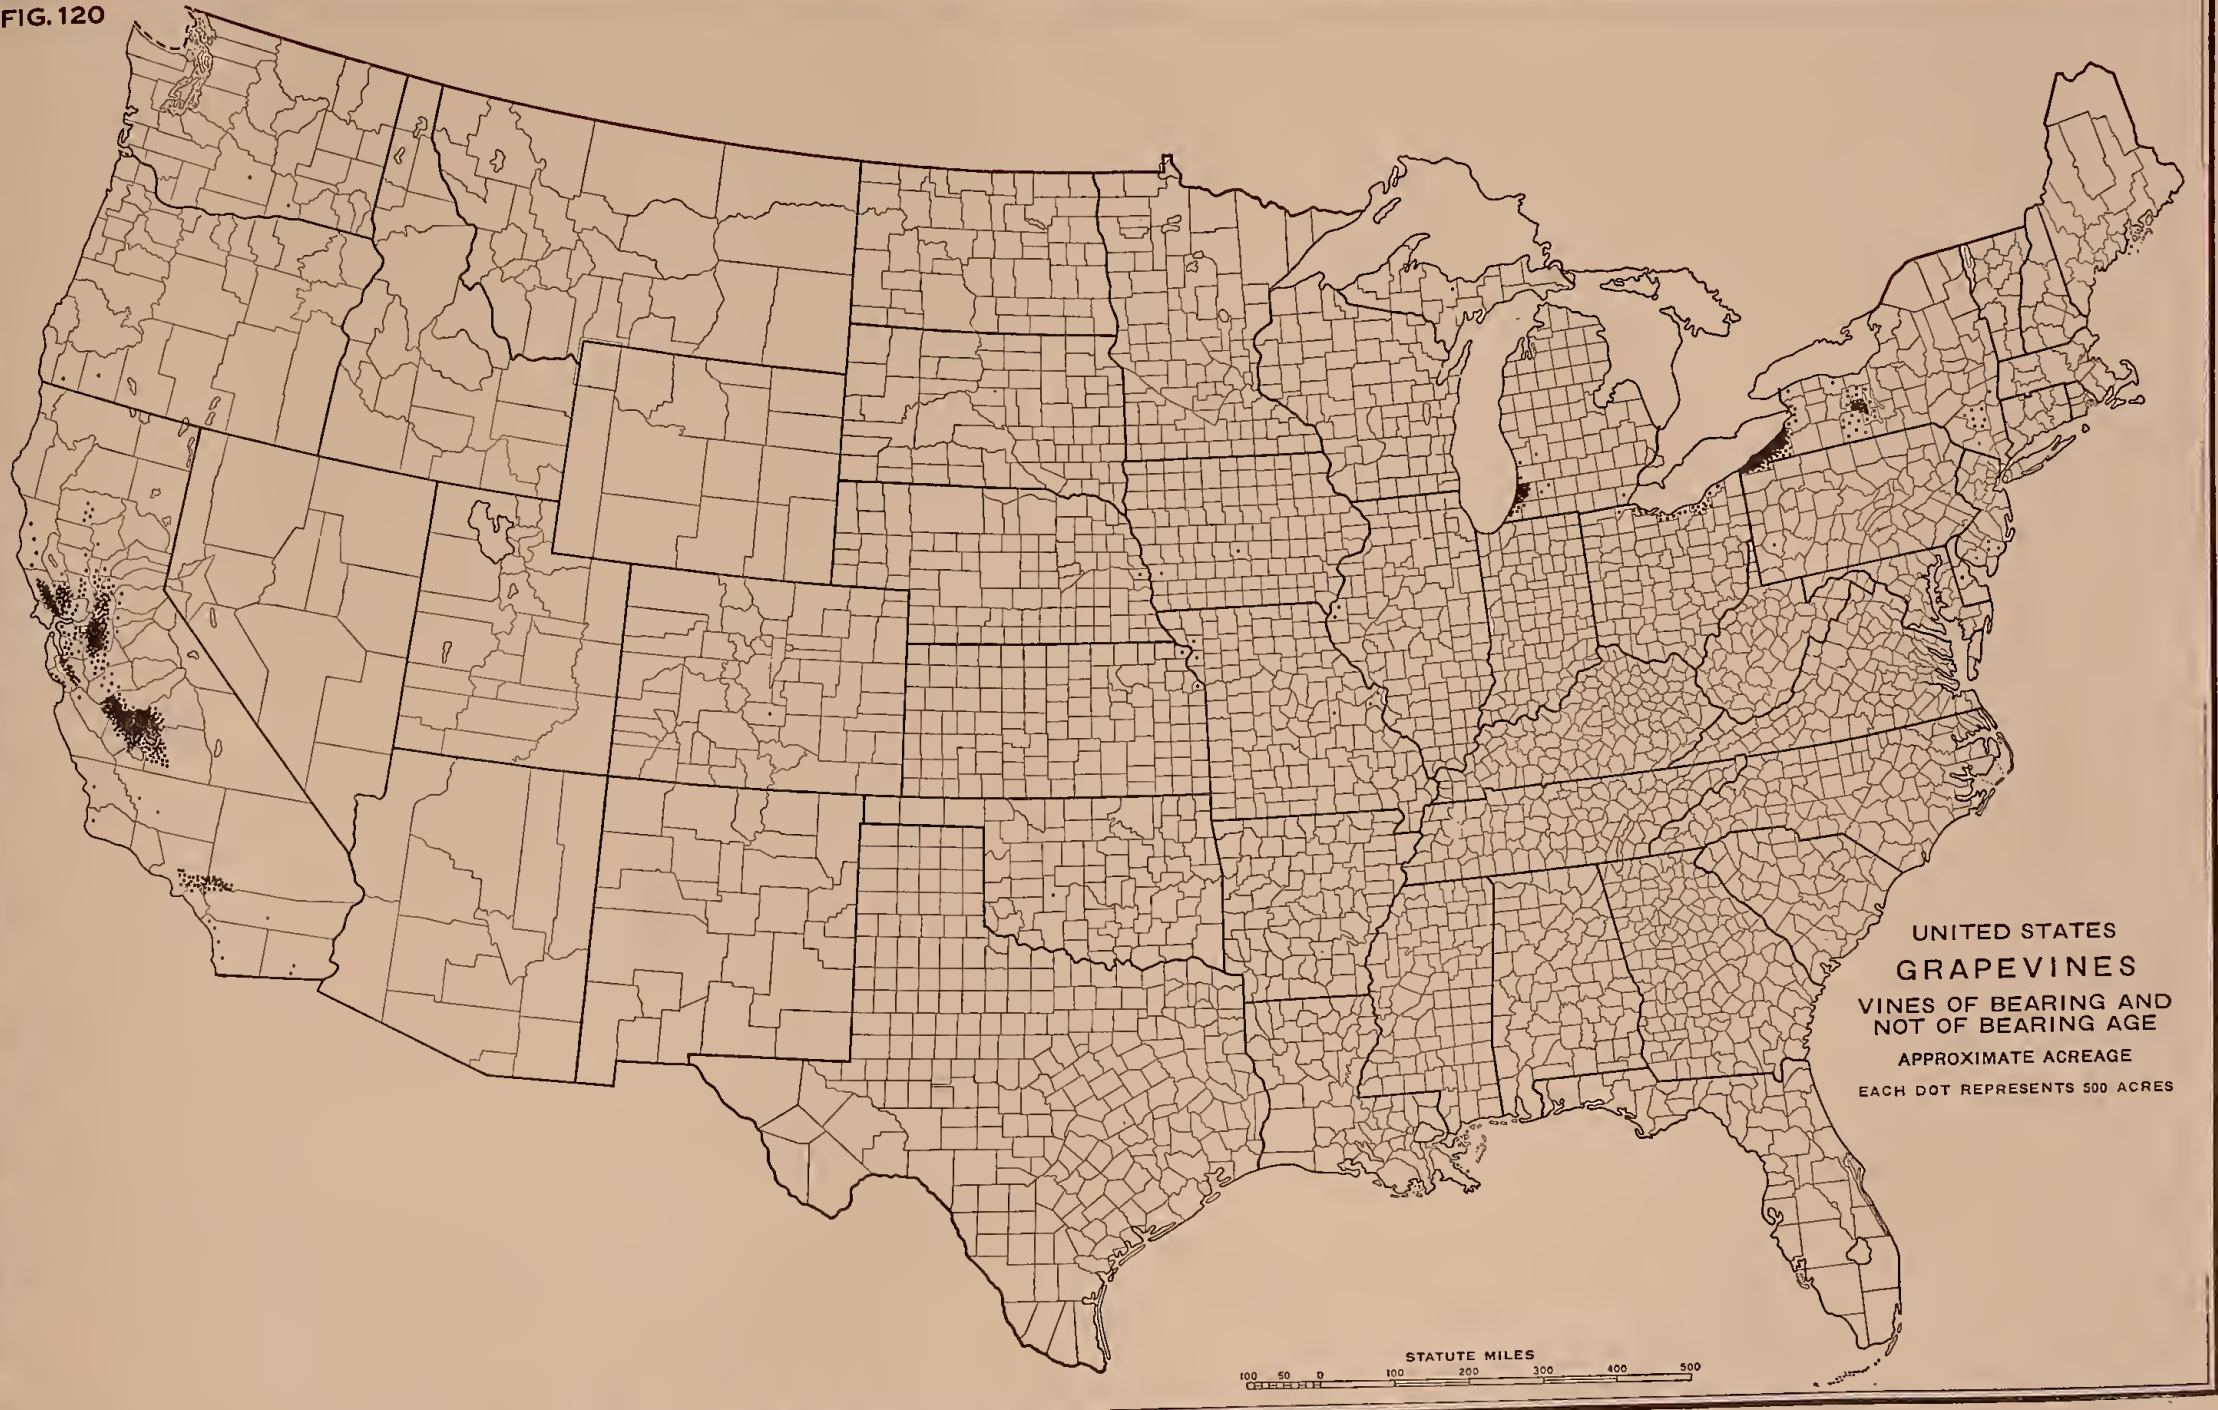 FIG. 120
UNITED STATES
GRAPEVINES
VINES OF BEARING AND
NOT OF BEARING AGE
APPROXIMATE ACREAGE
EACH DOT REPRESENTS 500 ACRES
STATUTE MILES
100 50 0 100 200 300 400 500